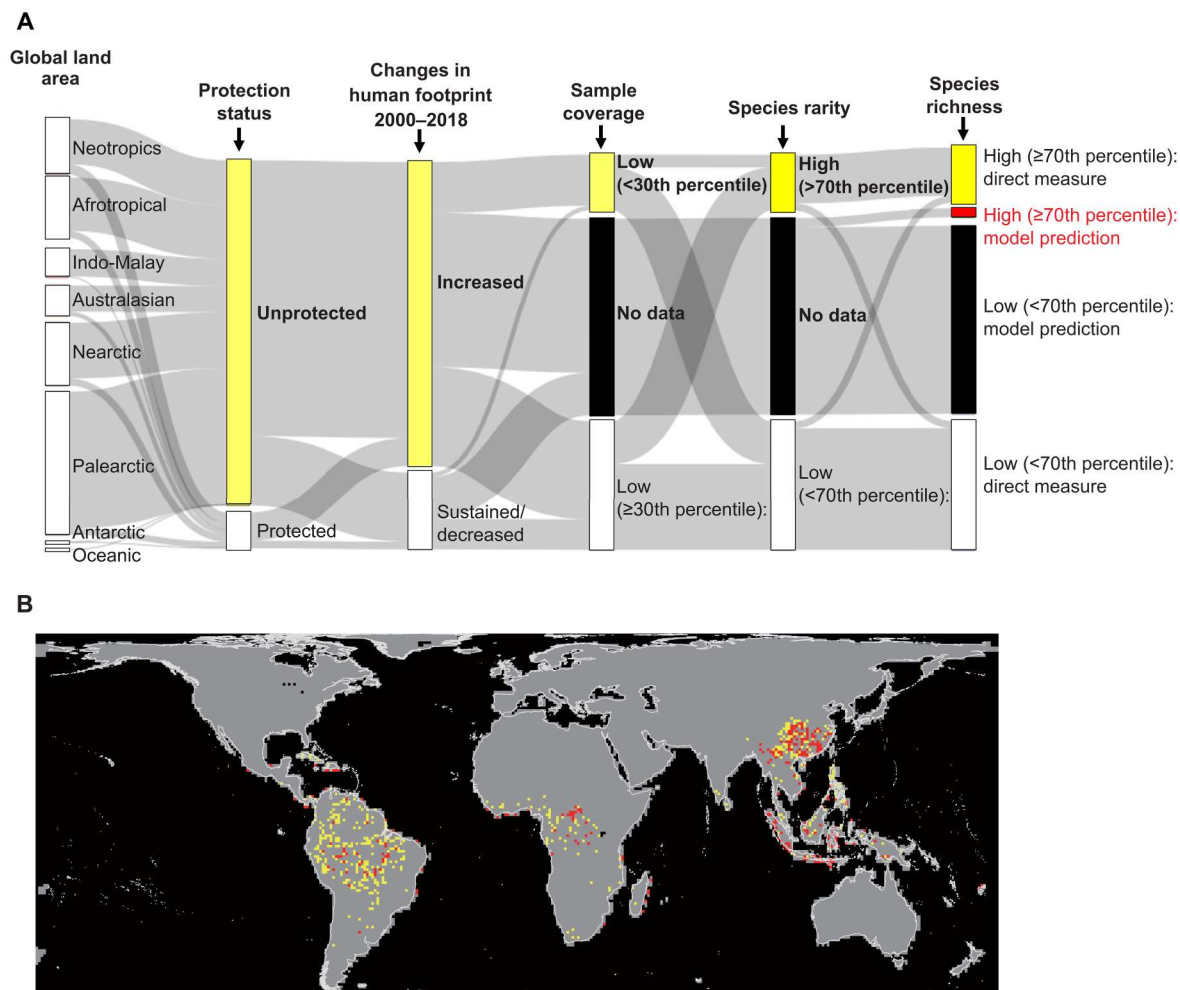 A
Global land
area
Protection
status
Changes in
human footprint
2000–2018
Sample
coverage
Species rarity
Species
richness
Neotropics
Afrotropical
Indo-Malay
Australasian
Nearctic
Palearctic
Antarctic
Oceanic
Unprotected
Protected
Increased
Sustained/
decreased
Low
(<30th percentile)
No data
Low
(≥30th percentile):
High
(>70th percentile)
No data
Low
(<70th percentile):
High (≥70th percentile):
direct measure
High (≥70th percentile):
model prediction
Low (<70th percentile):
model prediction
Low (<70th percentile):
direct measure
B